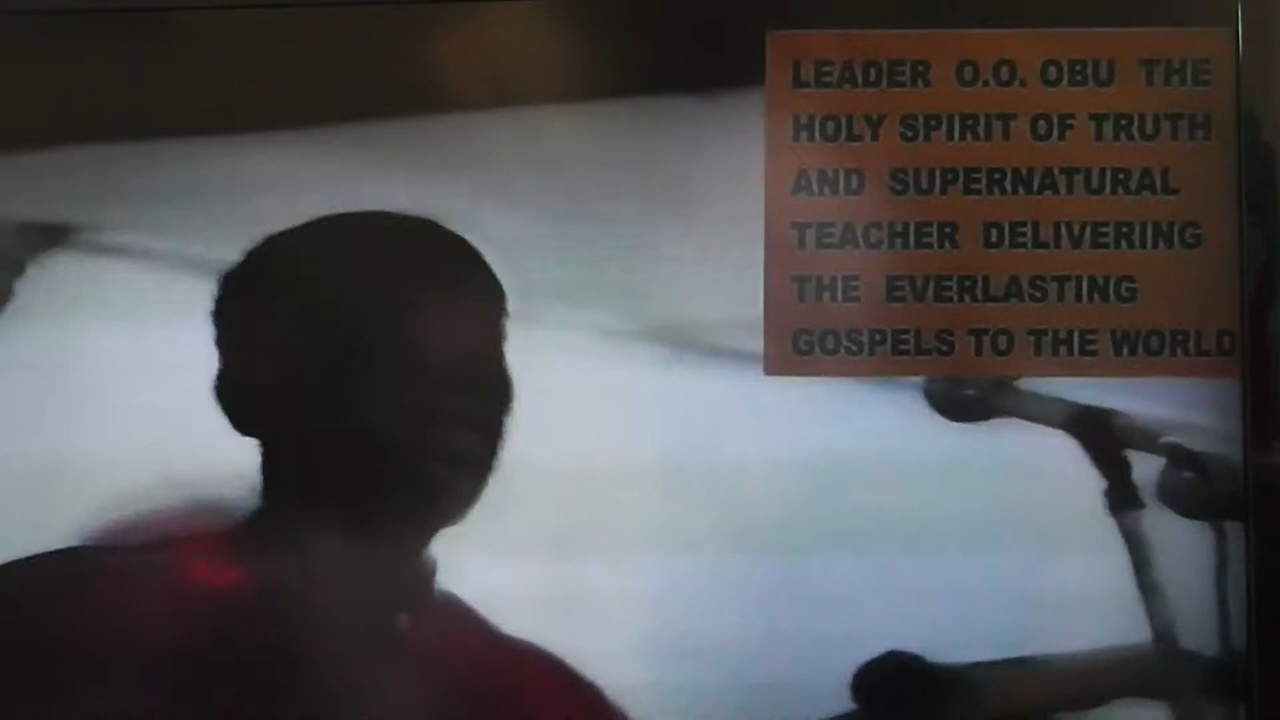 LEADER O.O. OBU THE
HOLY SPIRIT OF TRUTH
AND SUPERNATURAL
TEACHER DELIVERING
THE EVERLASTING
GOSPELS TO THE WORLD